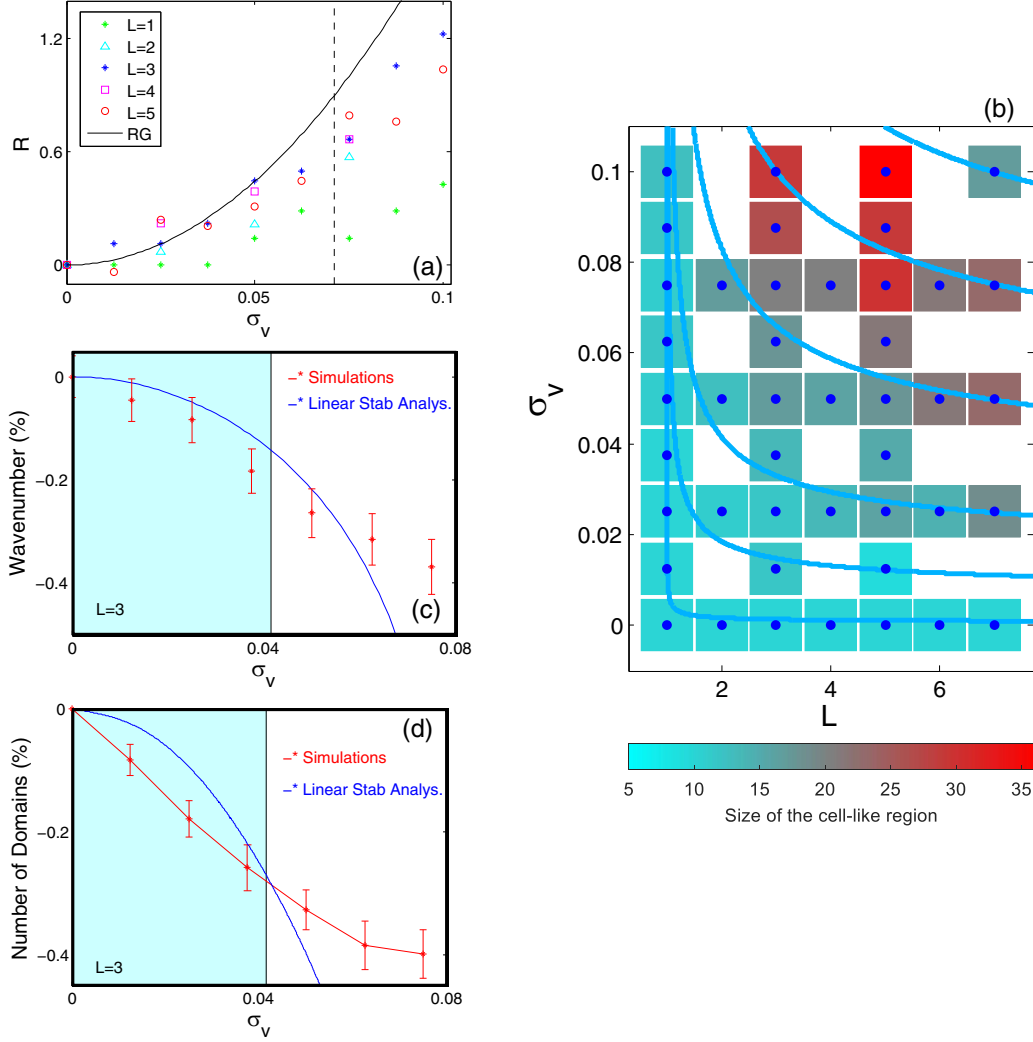 L=1
L=2
L=3
L=4
L=5
RG
1.2
0.6
0
R
0
0.05
0.1
σv
(a)
0
−0.2
−0.4
Wavenumber (%)
−* Simulations
−* Linear Stab Analys.
L=3
(c)
0
0.04
0.08
σv
0
−0.2
−0.4
Number of Domains (%)
(d)
−* Simulations
−* Linear Stab Analys.
L=3
0
0.04
0.08
σv
(b)
0.1
0.08
0.06
0.04
0.02
0
σv
2
4
6
L
5
10
15
20
25
30
35
Size of the cell-like region